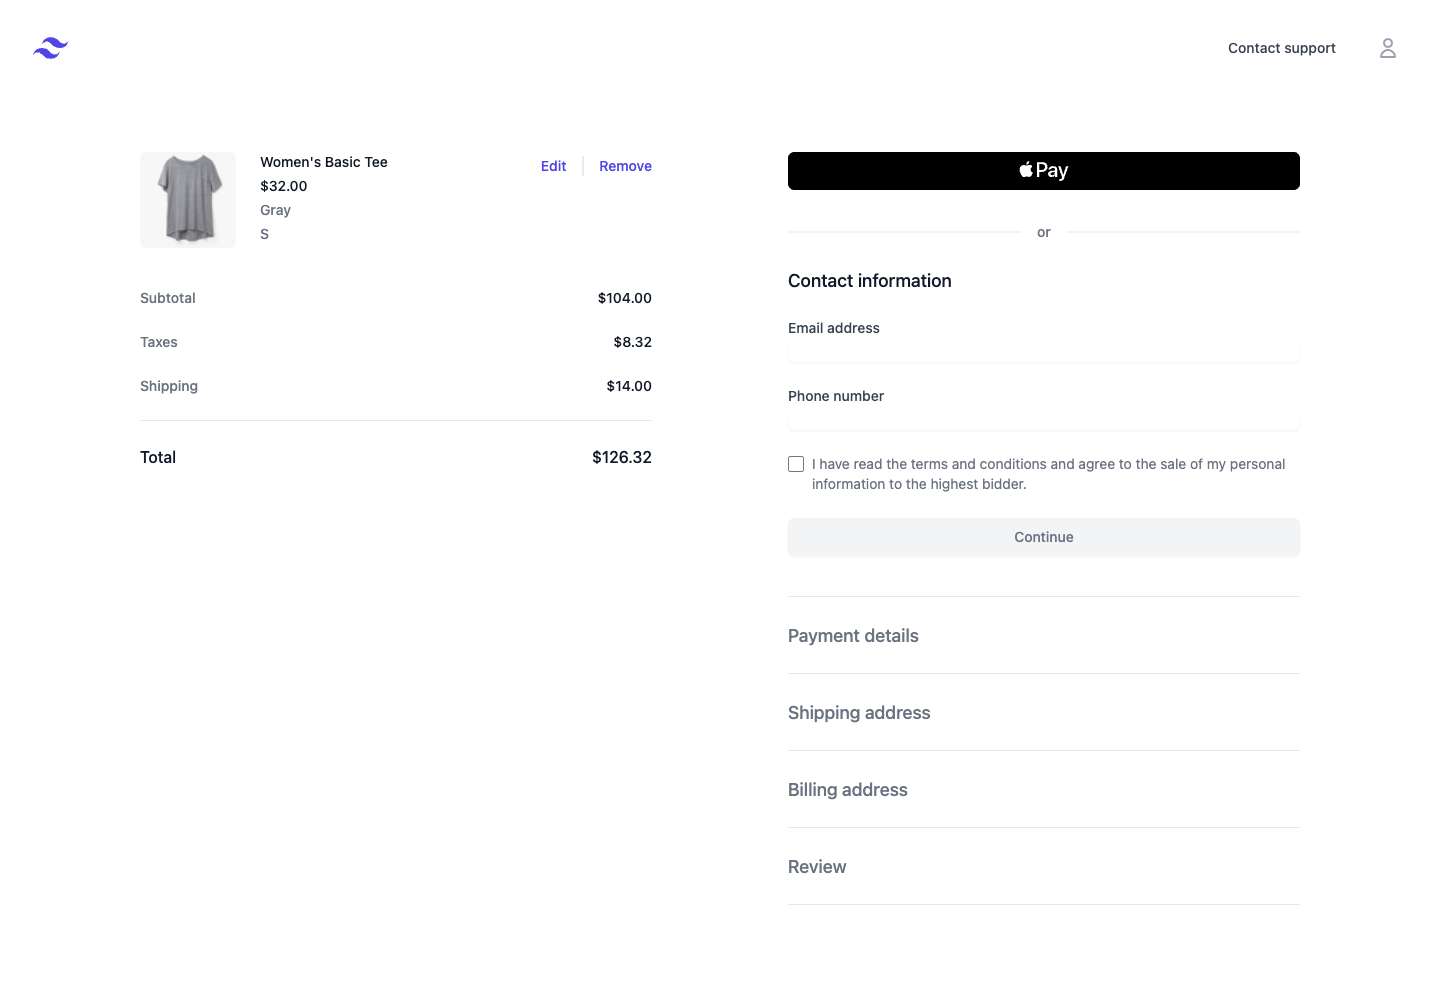 Contact support
Women's Basic Tee
$32.00
Gray
S
Edit
Remove
Subtotal $104.00
Taxes $8.32
Shipping $14.00
Total $126.32
Pay
or
Contact information
Email address
Phone number
I have read the terms and conditions and agree to the sale of my personal
information to the highest bidder.
Continue
Payment details
Shipping address
Billing address
Review